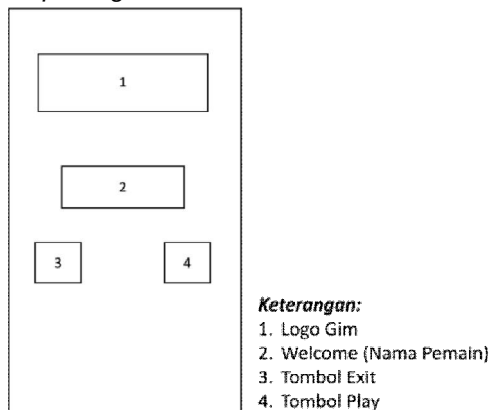 1
2
3
4
Keterangan:
1. Logo Gim
2. Welcome (Nama Pemain)
3. Tombol Exit
4. Tombol Play